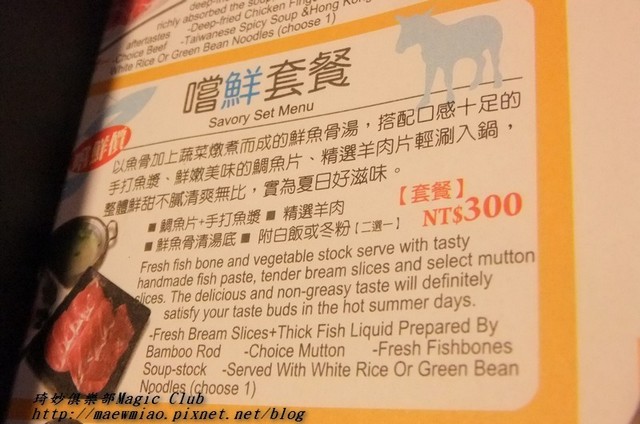 richly absorbed the
aftertastes -Deep-fried Chicken
-Choice Beef -Taiwanese Spicy Soup &Hong Kong
White Rice Or Green Bean Noodles (choose 1)
嚐鮮套餐
Savory Set Menu
以魚骨加上蔬菜燉煮而成的鮮魚骨湯，搭配口感十足的
手打魚漿、鮮嫩美味的鯛魚片、精選羊肉片輕涮入鍋，
整體鮮甜不膩清爽無比，實為夏日好滋味。
■ 鯛魚片+手打魚漿 ■ 精選羊肉
■ 鮮魚骨清湯底 ■ 附白飯或冬粉【二選一】
【套餐】
NT$300
Fresh fish bone and vegetable stock serve with tasty
handmade fish paste, tender bream slices and select mutton
slices. The delicious and non-greasy taste will definitely
satisfy your taste buds in the hot summer days.
-Fresh Bream Slices+Thick Fish Liquid Prepared By
Bamboo Rod -Choice Mutton -Fresh Fishbones
Soup-stock -Served With White Rice Or Green Bean
Noodles (choose 1)
琦妙俱樂部Magic Club
http://maewmiao.pixnet.net/blog